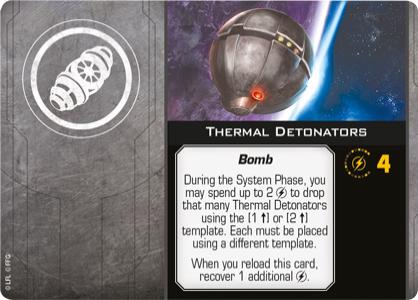 THERMAL DETONATORS
Bomb
4
During the System Phase, you
may spend up to 2 to drop
that many Thermal Detonators
using the (1 ↑) or (2 ↑)
template. Each must be placed
using a different template.
When you reload this card,
recover 1 additional .
© LFL © FFG